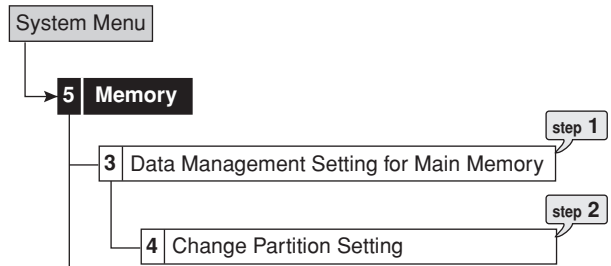 System Menu
5 Memory
step 1
3 Data Management Setting for Main Memory
step 2
4 Change Partition Setting